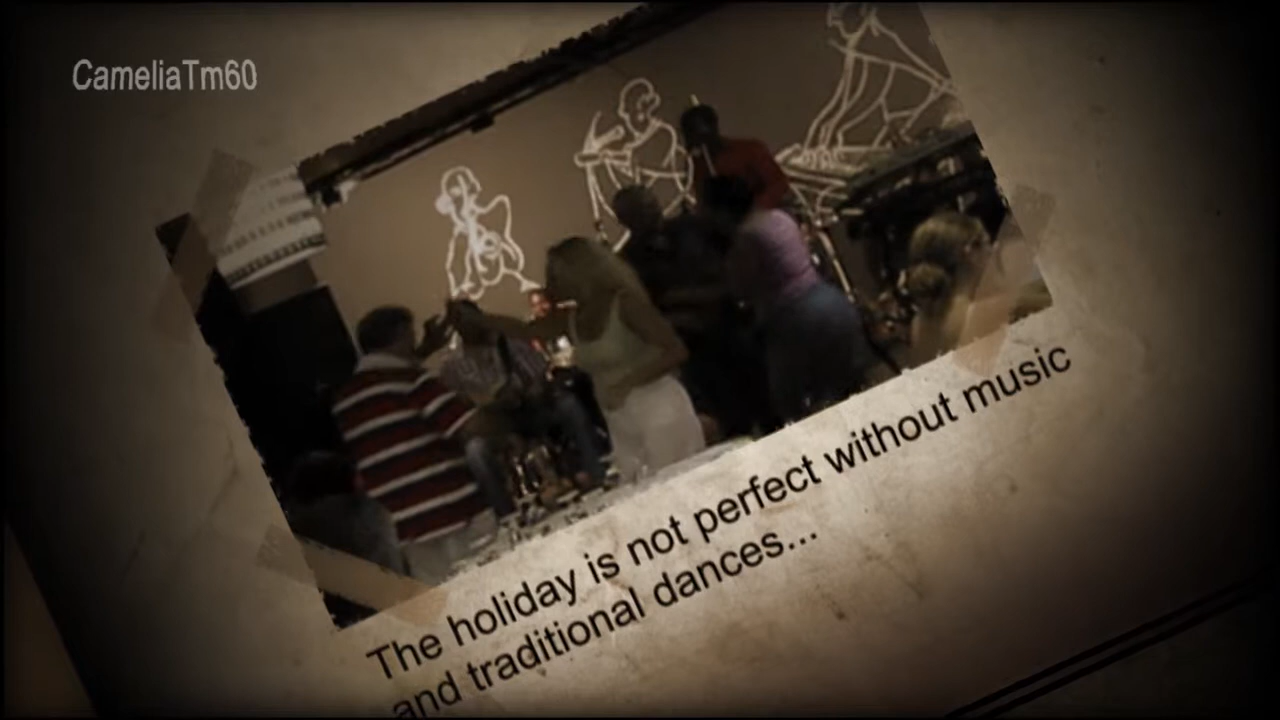 CameliaTm60
The holiday is not perfect without music
and traditional dances...